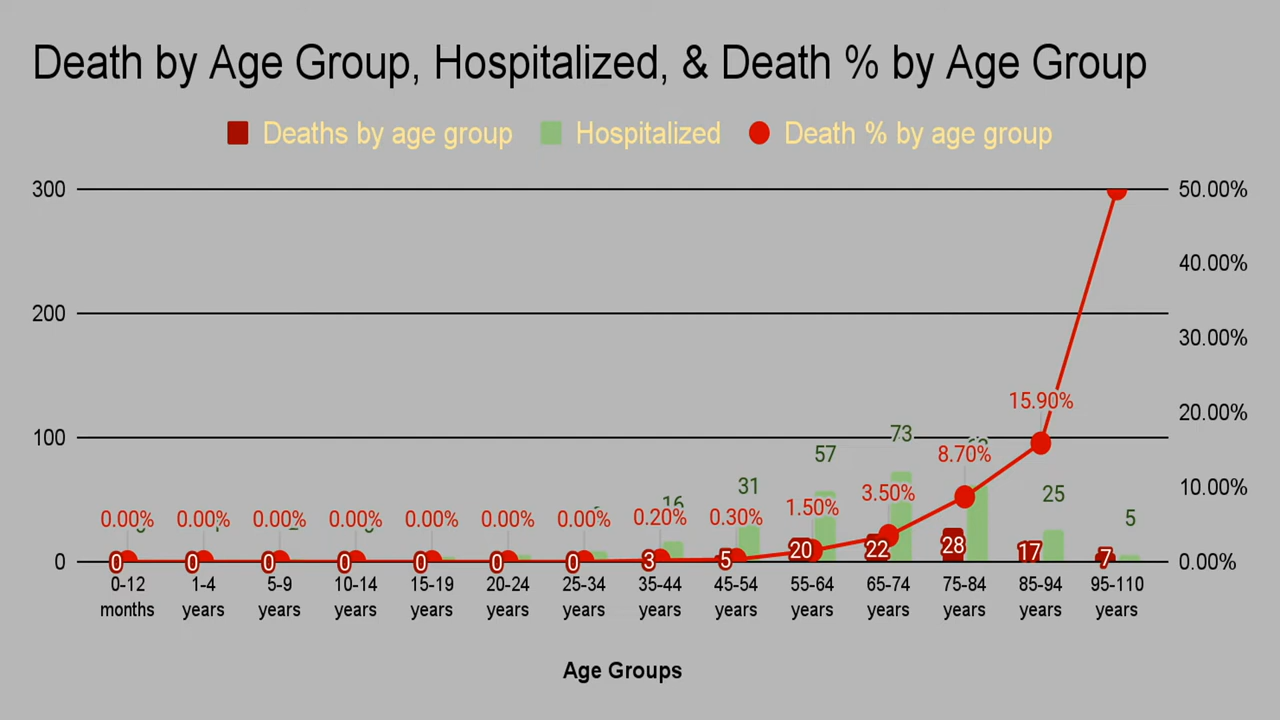 Death by Age Group, Hospitalized, & Death % by Age Group
Deaths by age group Hospitalized Death % by age group
300 50.00%
40.00%
200
30.00%
15.90% 20.00%
100 73 8.70%
57
31 25 3.50% 10.00%
16 1.50% 5
0.00% 0.00% 0.00% 0.00% 0.00% 0.00% 0.00% 0.20% 0.30%
0 0 0 0 0 0 0 0 3 5 20 22 28 17 7 0.00%
0-12 1-4 5-9 10-14 15-19 20-24 25-34 35-44 45-54 55-64 65-74 75-84 85-94 95-110
months years years years years years years years years years years years years years
Age Groups